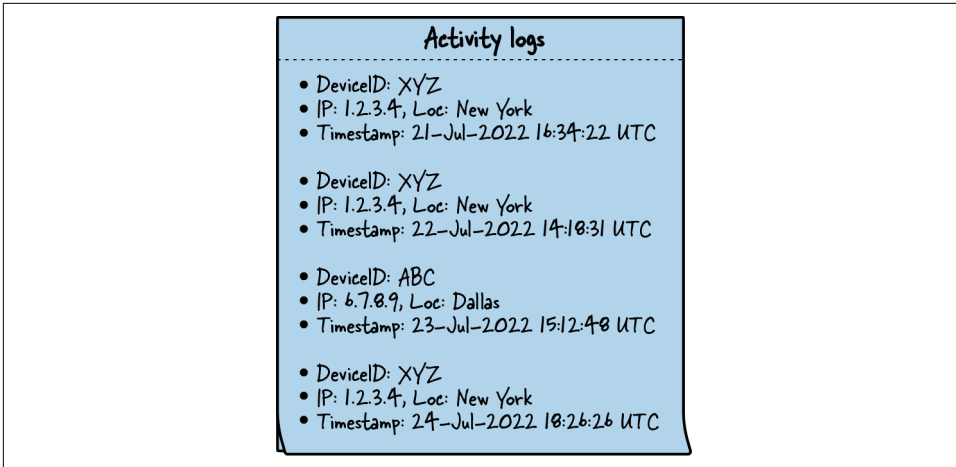 Activity logs
• DeviceID: XYZ
• IP: 1.2.3.4, Loc: New York
• Timestamp: 21-Jul-2022 16:34:22 UTC
• DeviceID: XYZ
• IP: 1.2.3.4, Loc: New York
• Timestamp: 22-Jul-2022 14:18:31 UTC
• DeviceID: ABC
• IP: 6.7.8.9, Loc: Dallas
• Timestamp: 23-Jul-2022 15:12:48 UTC
• DeviceID: XYZ
• IP: 1.2.3.4, Loc: New York
• Timestamp: 24-Jul-2022 18:26:26 UTC